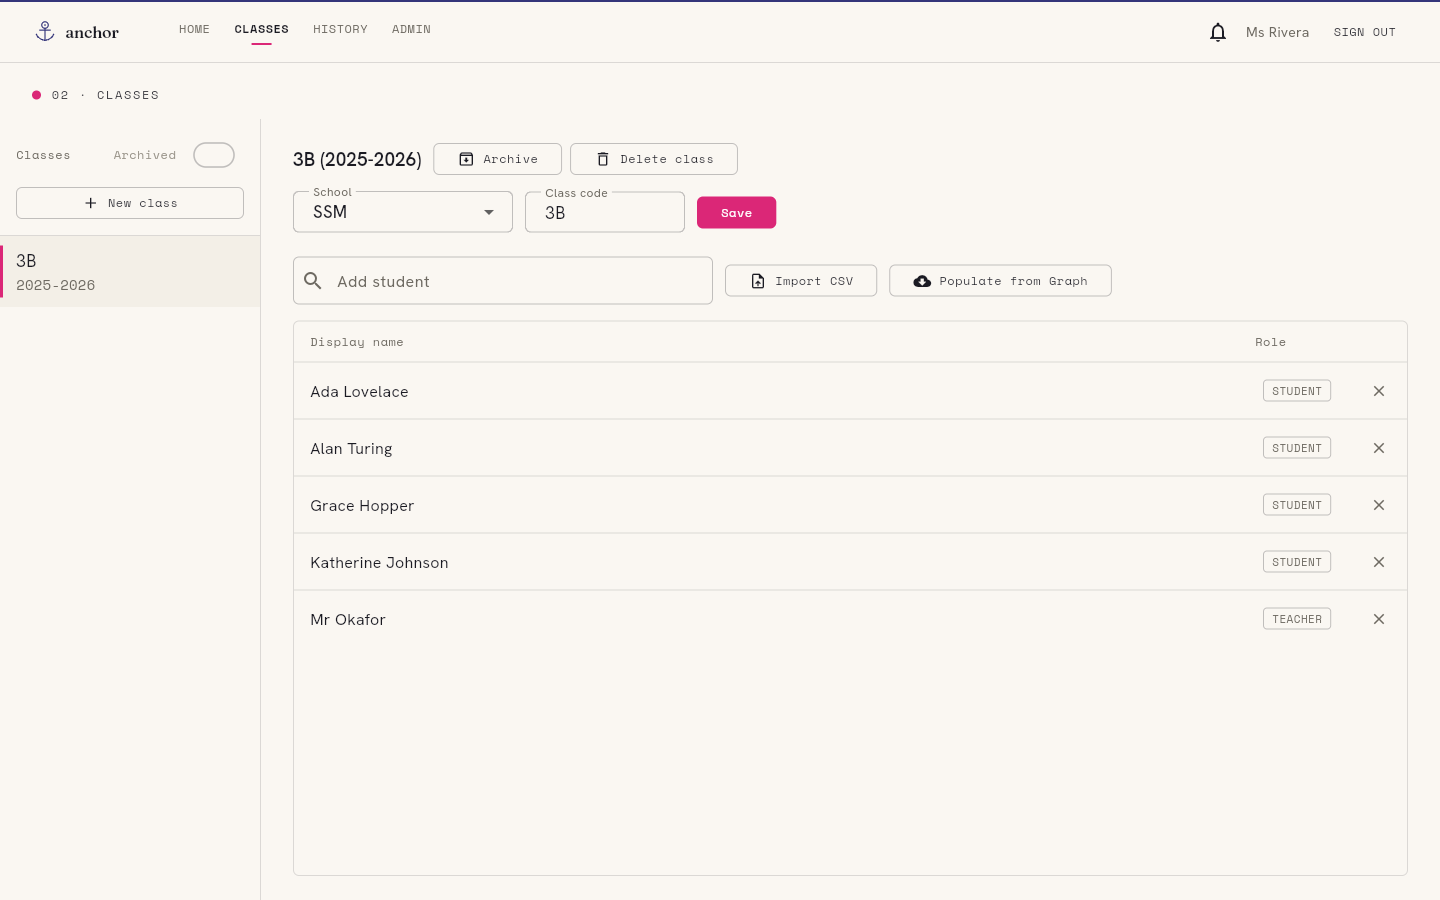 anchor
HOME
CLASSES
HISTORY
ADMIN
Ms Rivera
SIGN OUT
02 · CLASSES
Classes
Archived
New class
3B
2025-2026
3B (2025-2026)
Archive
Delete class
School
SSM
Class code
3B
Save
Add student
Import CSV
Populate from Graph
Display name
Role
Ada Lovelace
STUDENT
Alan Turing
STUDENT
Grace Hopper
STUDENT
Katherine Johnson
STUDENT
Mr Okafor
TEACHER